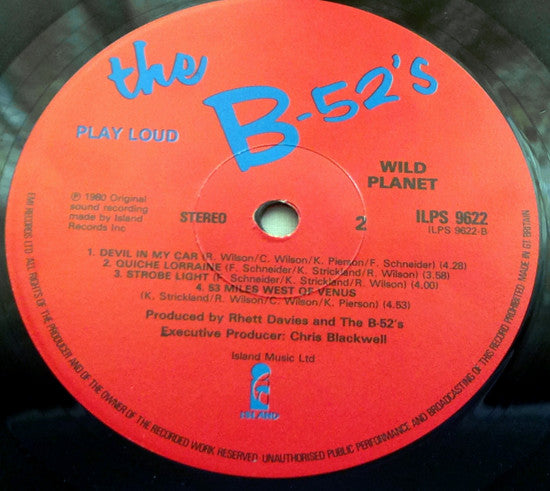 the
B-52's
PLAY LOUD
WILD
PLANET
℗ 1980 Original
sound recording
made by Island
Records Inc
STEREO
2
ILPS 9622
ILPS 9622-B
1. DEVIL IN MY CAR (R. Wilson/C. Wilson/K. Pierson/F. Schneider) (4.28)
2. QUICHE LORRAINE (F. Schneider/K. Strickland/R. Wilson) (3.58)
3. STROBE LIGHT (F. Schneider/K. Strickland/R. Wilson) (4.00)
4. 53 MILES WEST OF VENUS
(K. Strickland/R. Wilson/C. Wilson/K. Pierson) (4.53)
Produced by Rhett Davies and The B-52's
Executive Producer: Chris Blackwell
Island Music Ltd
ISLAND
EMI RECORDS LTD ALL RIGHTS OF THE PRODUCER AND OF THE OWNER OF THE RECORDED WORK RESERVED UNAUTHORISED PUBLIC PERFORMANCE AND BROADCASTING OF THIS RECORD PROHIBITED. MADE IN GT BRITAIN